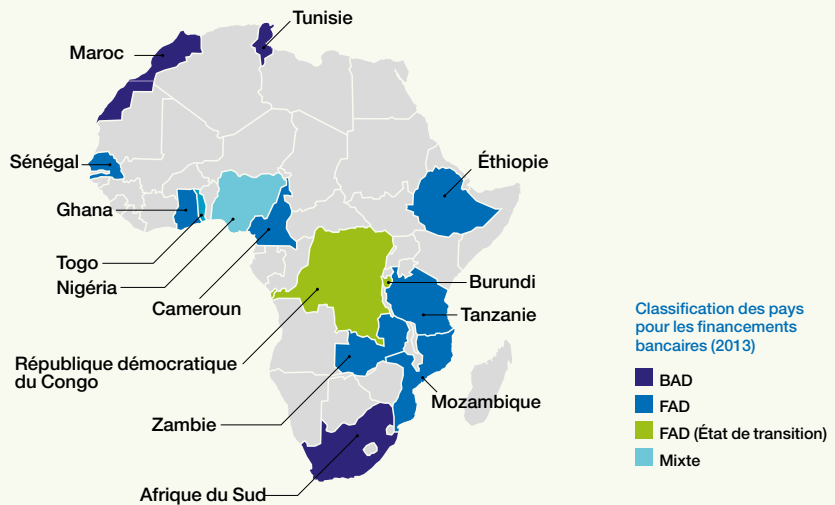 Tunisie
Maroc
Sénégal
Éthiopie
Ghana
Togo
Nigéria
Burundi
Cameroun
Tanzanie
République démocratique
du Congo
Mozambique
Zambie
Afrique du Sud
Classification des pays
pour les financements
bancaires (2013)
BAD
FAD
FAD (État de transition)
Mixte